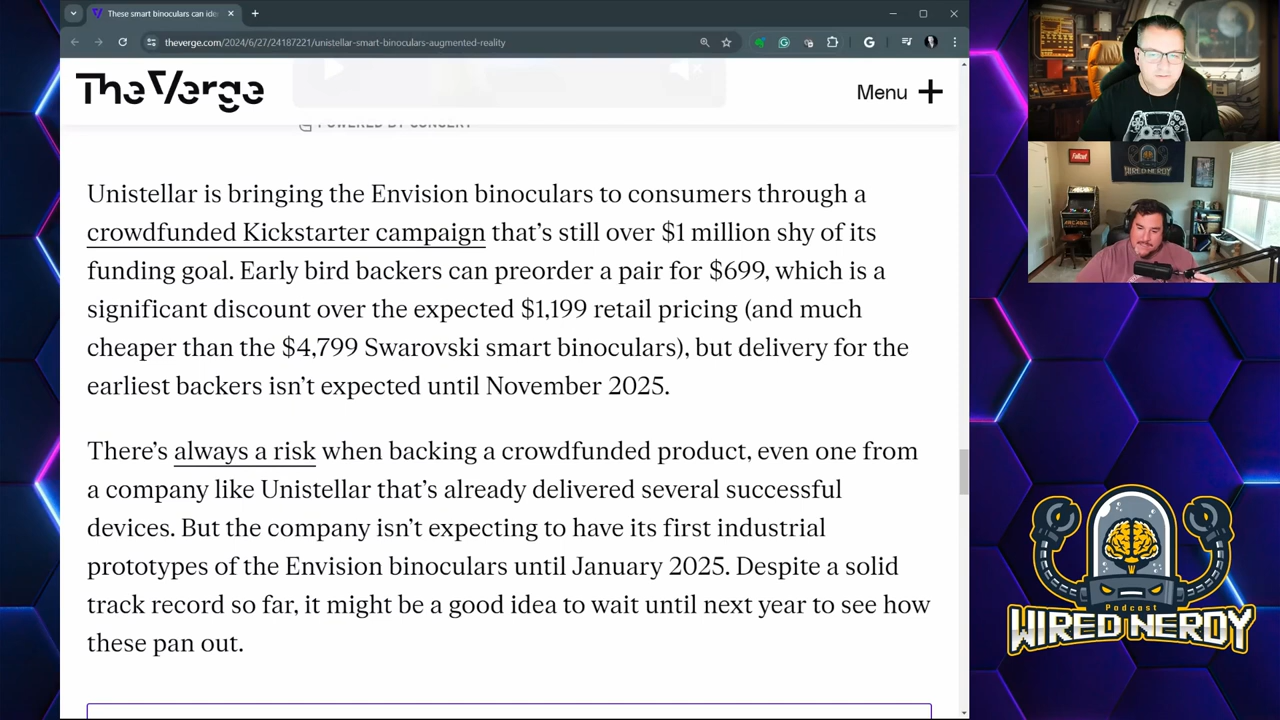 These smart binoculars can ide
theverge.com/2024/6/27/24187221/unistellar-smart-binoculars-augmented-reality
The Verge
Menu
POWERED BY CONCERT
Unistellar is bringing the Envision binoculars to consumers through a
crowdfunded Kickstarter campaign that’s still over $1 million shy of its
funding goal. Early bird backers can preorder a pair for $699, which is a
significant discount over the expected $1,199 retail pricing (and much
cheaper than the $4,799 Swarovski smart binoculars), but delivery for the
earliest backers isn’t expected until November 2025.
There’s always a risk when backing a crowdfunded product, even one from
a company like Unistellar that’s already delivered several successful
devices. But the company isn’t expecting to have its first industrial
prototypes of the Envision binoculars until January 2025. Despite a solid
track record so far, it might be a good idea to wait until next year to see how
these pan out.
Fallout
WIRED NERDY
Podcast
WIRED NERDY